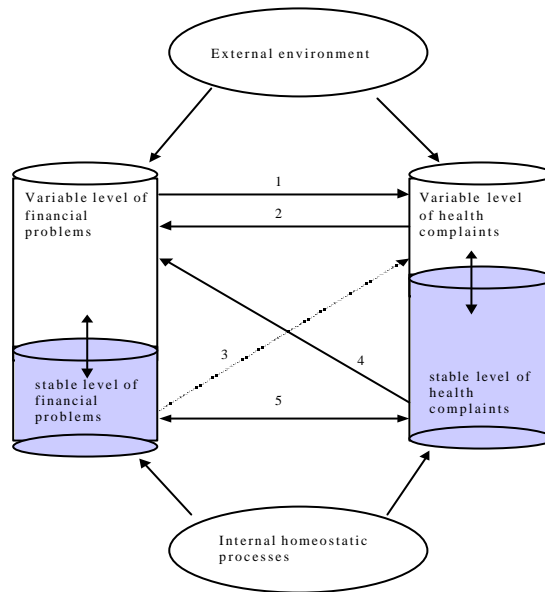 External environment
Variable level of
financial
problems
1
2
Variable level
of health
complaints
3
4
stable level of
financial
problems
stable level of
health
complaints
5
Internal homeostatic
processes